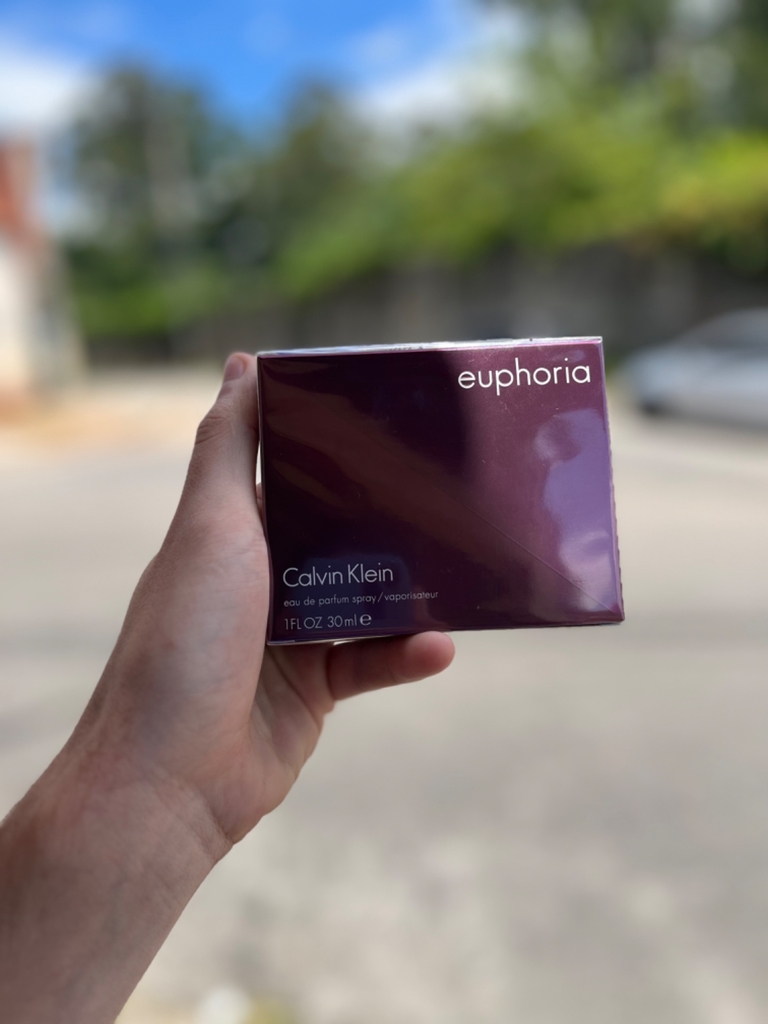 euphoria
Calvin Klein
eau de parfum spray / vaporisateur
1 FL OZ 30 ml ℮